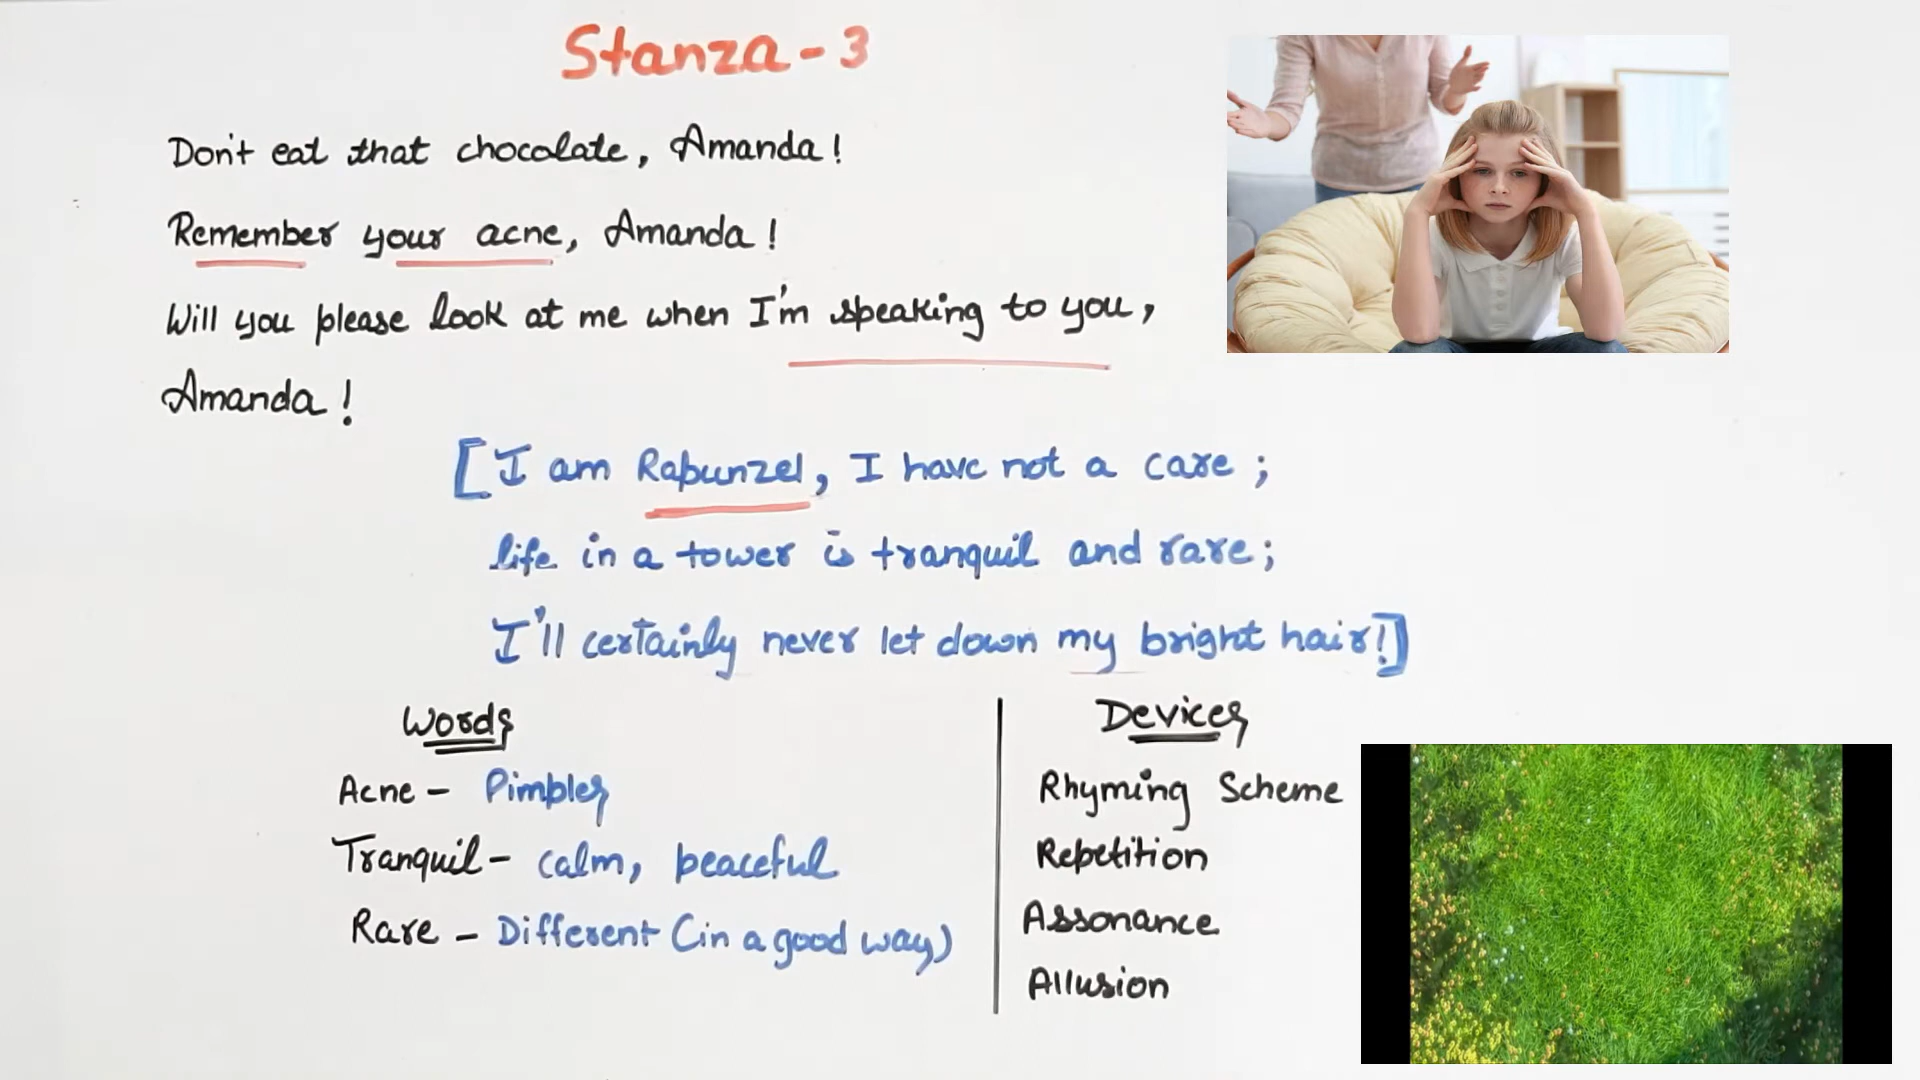 Stanza - 3
Don't eat that chocolate, Amanda!
Remember your acne, Amanda!
Will you please look at me when I'm speaking to you,
Amanda!
[I am Rapunzel, I have not a care;
life in a tower is tranquil and rare;
I'll certainly never let down my bright hair!]
Words
Acne - Pimples
Tranquil - calm, peaceful
Rare - Different (in a good way)
Devices
Rhyming Scheme
Repetition
Assonance
Allusion